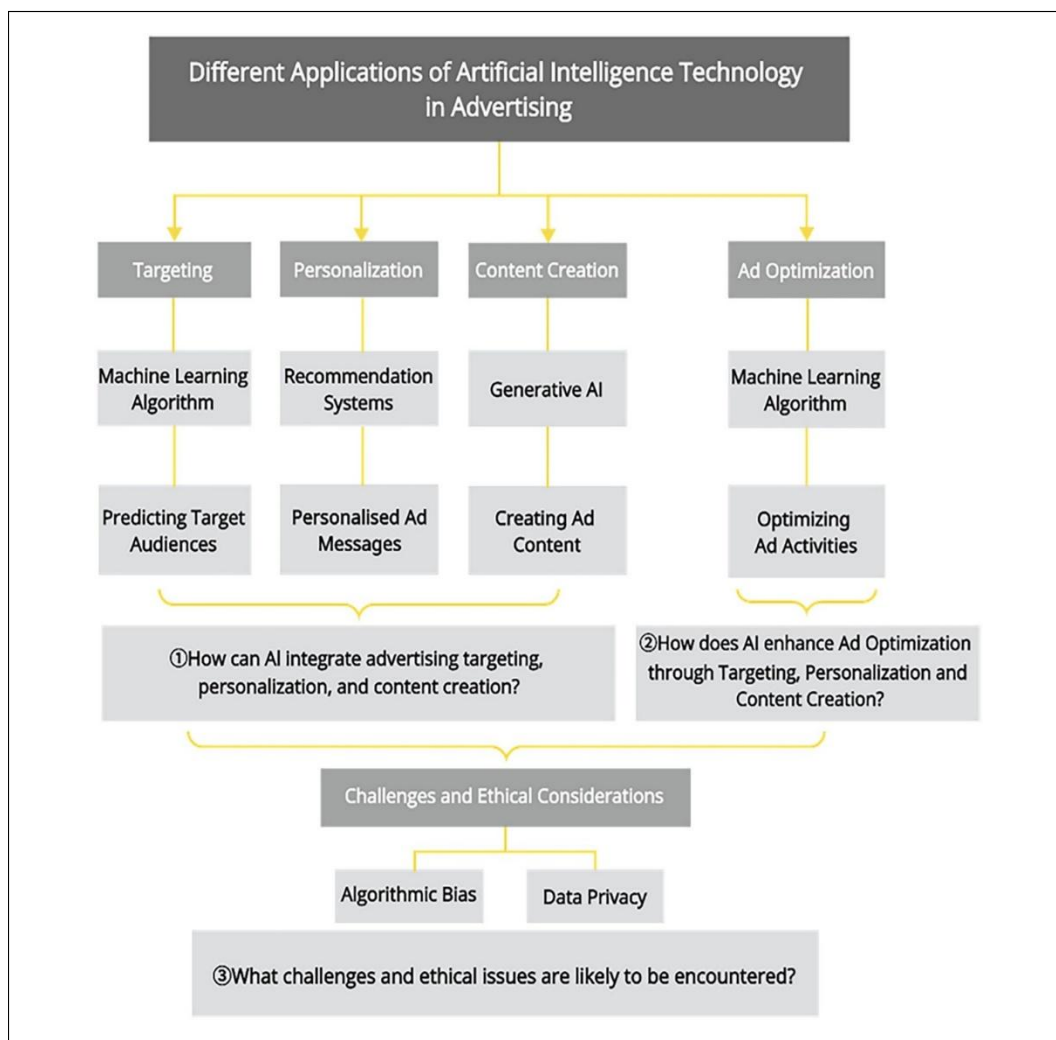 Different Applications of Artificial Intelligence Technology
in Advertising
Targeting
Personalization
Content Creation
Ad Optimization
Machine Learning
Algorithm
Recommendation
Systems
Generative AI
Machine Learning
Algorithm
Predicting Target
Audiences
Personalised Ad
Messages
Creating Ad
Content
Optimizing
Ad Activities
①How can AI integrate advertising targeting,
personalization, and content creation?
②How does AI enhance Ad Optimization
through Targeting, Personalization and
Content Creation?
Challenges and Ethical Considerations
Algorithmic Bias
Data Privacy
③What challenges and ethical issues are likely to be encountered?